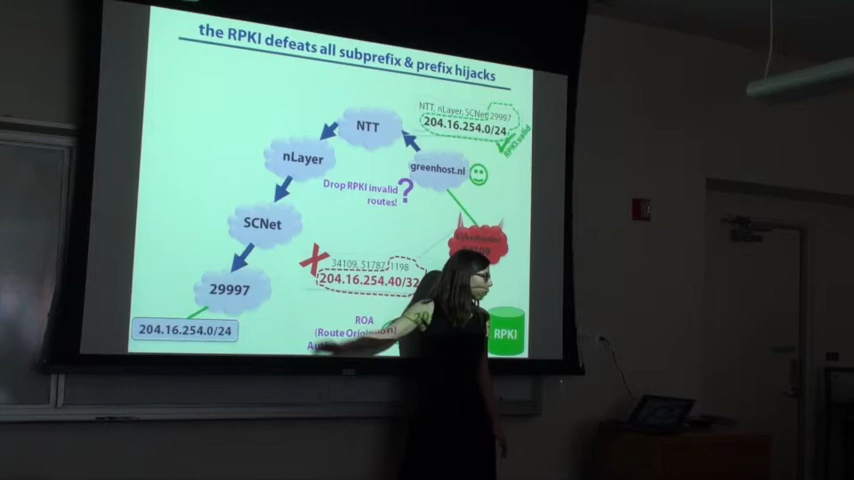 the RPKI defeats all subprefix & prefix hijacks
NTT, nLayer, SCNet, 29997
204.16.254.0/24
RPKI valid
NTT
nLayer
greenhost.nl
Drop RPKI invalid
routes!
?
SCNet
34109, 51787, 1198
204.16.254.40/32
29997
204.16.254.0/24
ROA
(Route Origin
RPKI